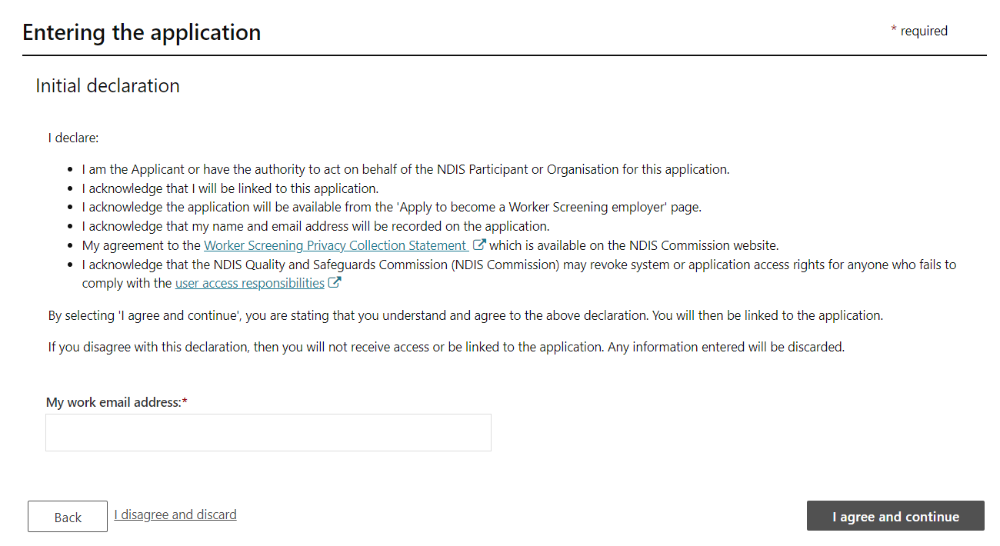 Entering the application
* required
Initial declaration
I declare:
• I am the Applicant or have the authority to act on behalf of the NDIS Participant or Organisation for this application.
• I acknowledge that I will be linked to this application.
• I acknowledge the application will be available from the 'Apply to become a Worker Screening employer' page.
• I acknowledge that my name and email address will be recorded on the application.
• My agreement to the Worker Screening Privacy Collection Statement which is available on the NDIS Commission website.
• I acknowledge that the NDIS Quality and Safeguards Commission (NDIS Commission) may revoke system or application access rights for anyone who fails to
comply with the user access responsibilities
By selecting 'I agree and continue', you are stating that you understand and agree to the above declaration. You will then be linked to the application.
If you disagree with this declaration, then you will not receive access or be linked to the application. Any information entered will be discarded.
My work email address:*
Back
I disagree and discard
I agree and continue